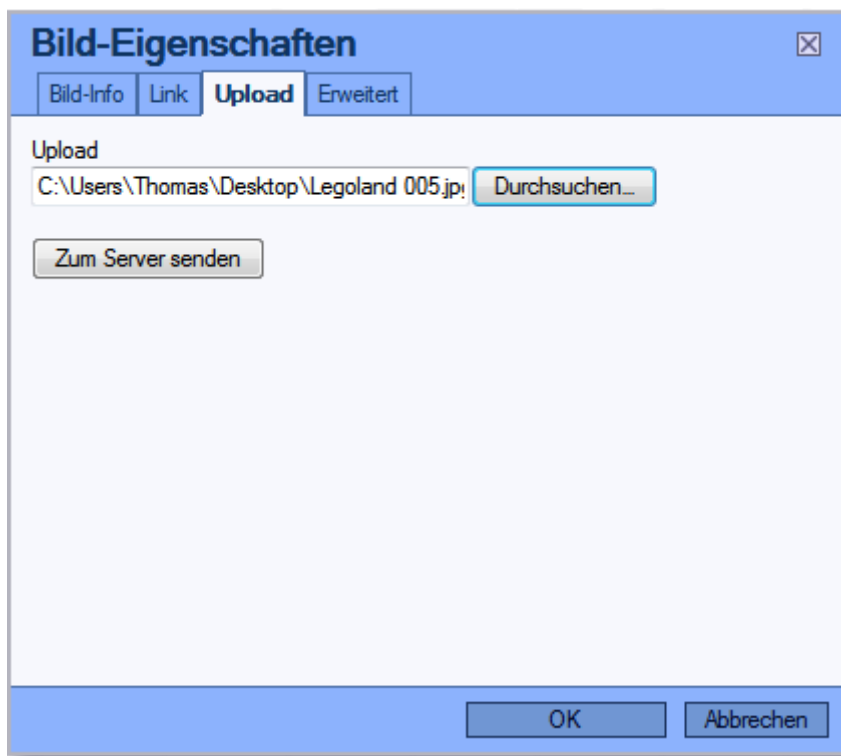 Bild-Eigenschaften
Bild-Info Link Upload Erweitert
Upload
C:\Users\Thomas\Desktop\Legoland 005.jpg Durchsuchen...
Zum Server senden
OK Abbrechen